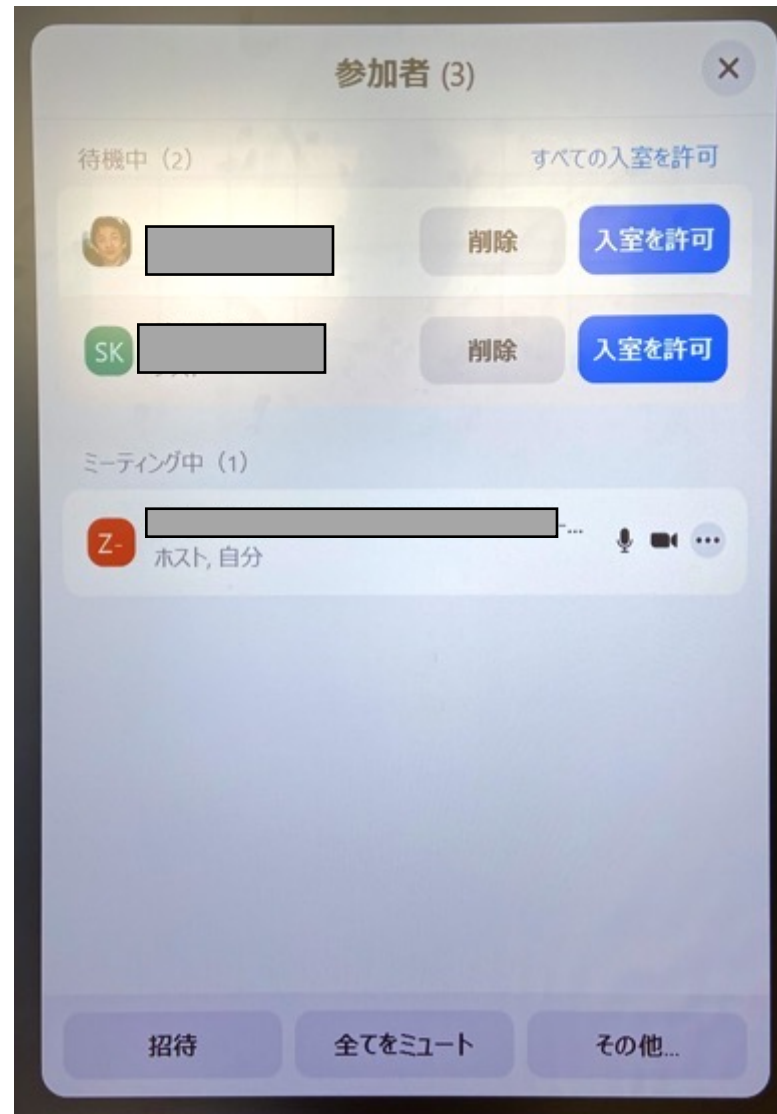 参加者 (3)
待機中 (2) すべての入室を許可
削除 入室を許可
SK 削除 入室を許可
ミーティング中 (1)
Z- -...
ホスト, 自分
招待 全てをミュート その他...